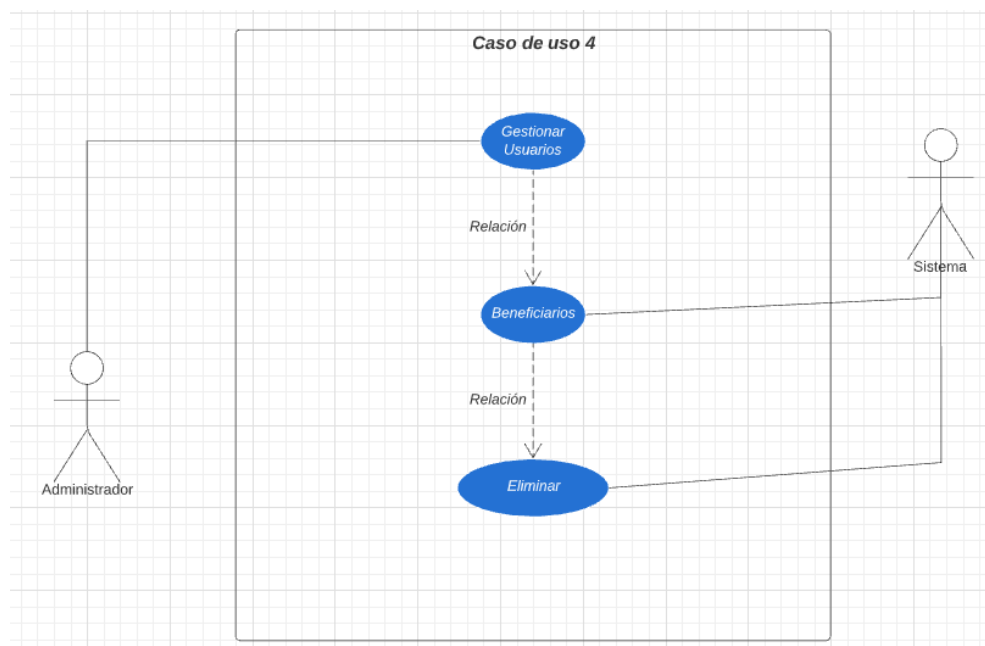 Caso de uso 4
Gestionar
Usuarios
Relación
Sistema
Beneficiarios
Relación
Eliminar
Administrador